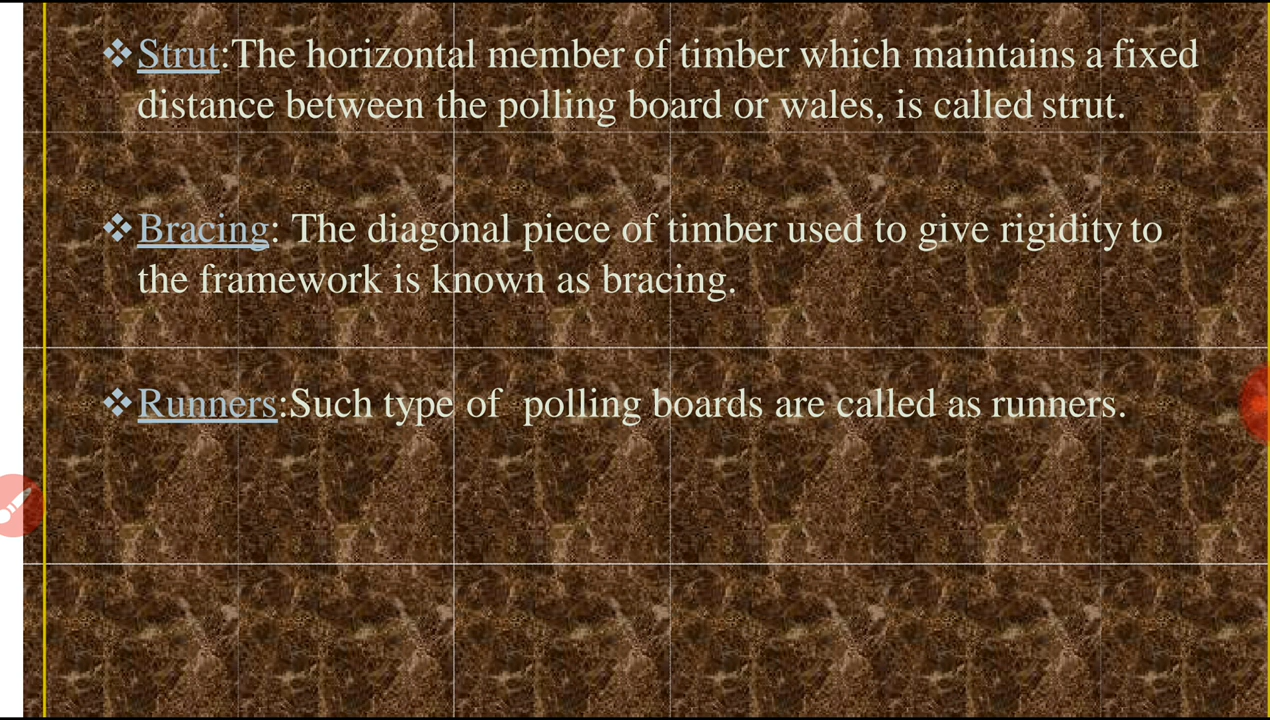 ❖Strut:The horizontal member of timber which maintains a fixed
distance between the polling board or wales, is called strut.
❖Bracing: The diagonal piece of timber used to give rigidity to
the framework is known as bracing.
❖Runners:Such type of  polling boards are called as runners.